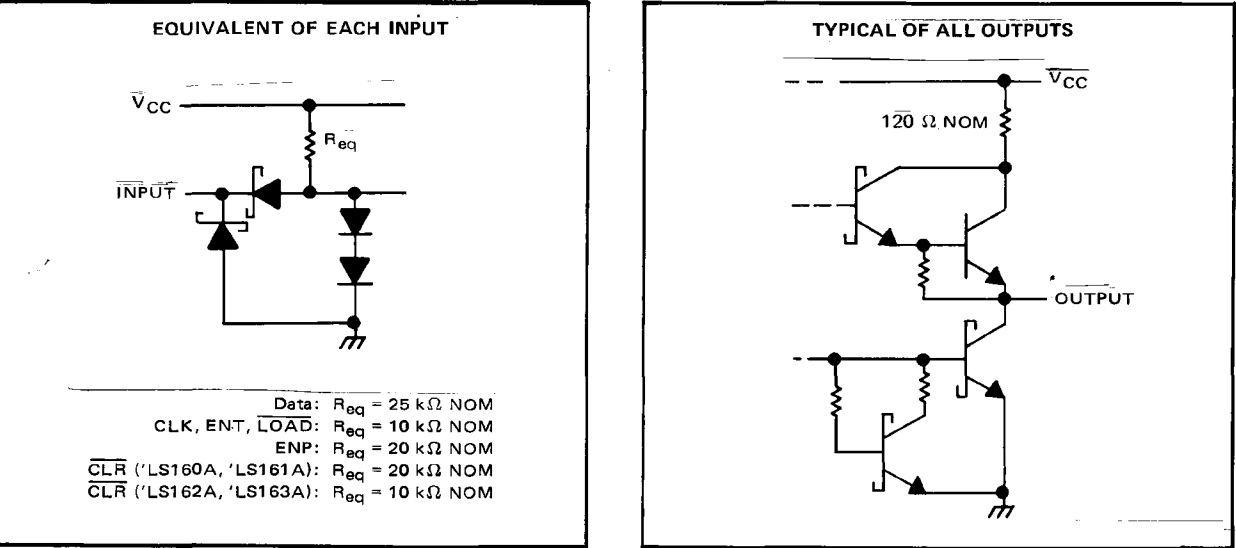 EQUIVALENT OF EACH INPUT
VCC
Req
INPUT
Data: Req = 25 kΩ NOM
CLK, ENT, LOAD: Req = 10 kΩ NOM
ENP: Req = 20 kΩ NOM
CLR ('LS160A, 'LS161A): Req = 20 kΩ NOM
CLR ('LS162A, 'LS163A): Req = 10 kΩ NOM
TYPICAL OF ALL OUTPUTS
VCC
120 Ω NOM
OUTPUT